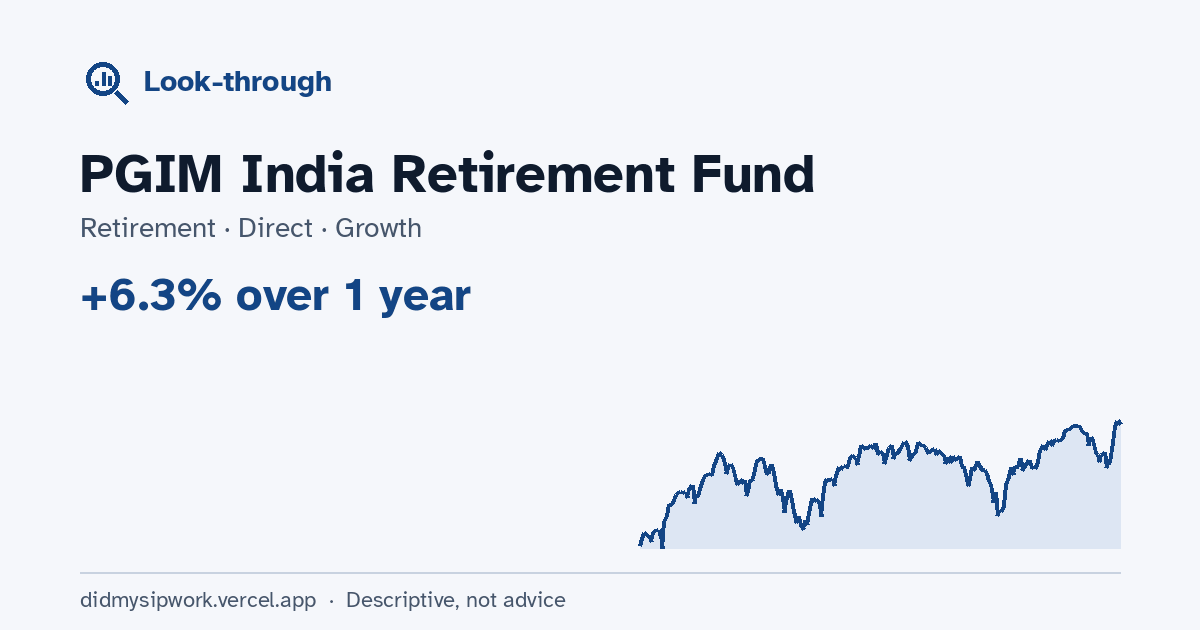 Look-through
PGIM India Retirement Fund
Retirement · Direct · Growth
+6.3% over 1 year
didmysipwork.vercel.app · Descriptive, not advice